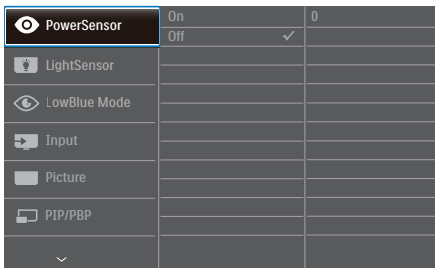 PowerSensor
On
0
Off
LightSensor
LowBlue Mode
Input
Picture
PIP/PBP